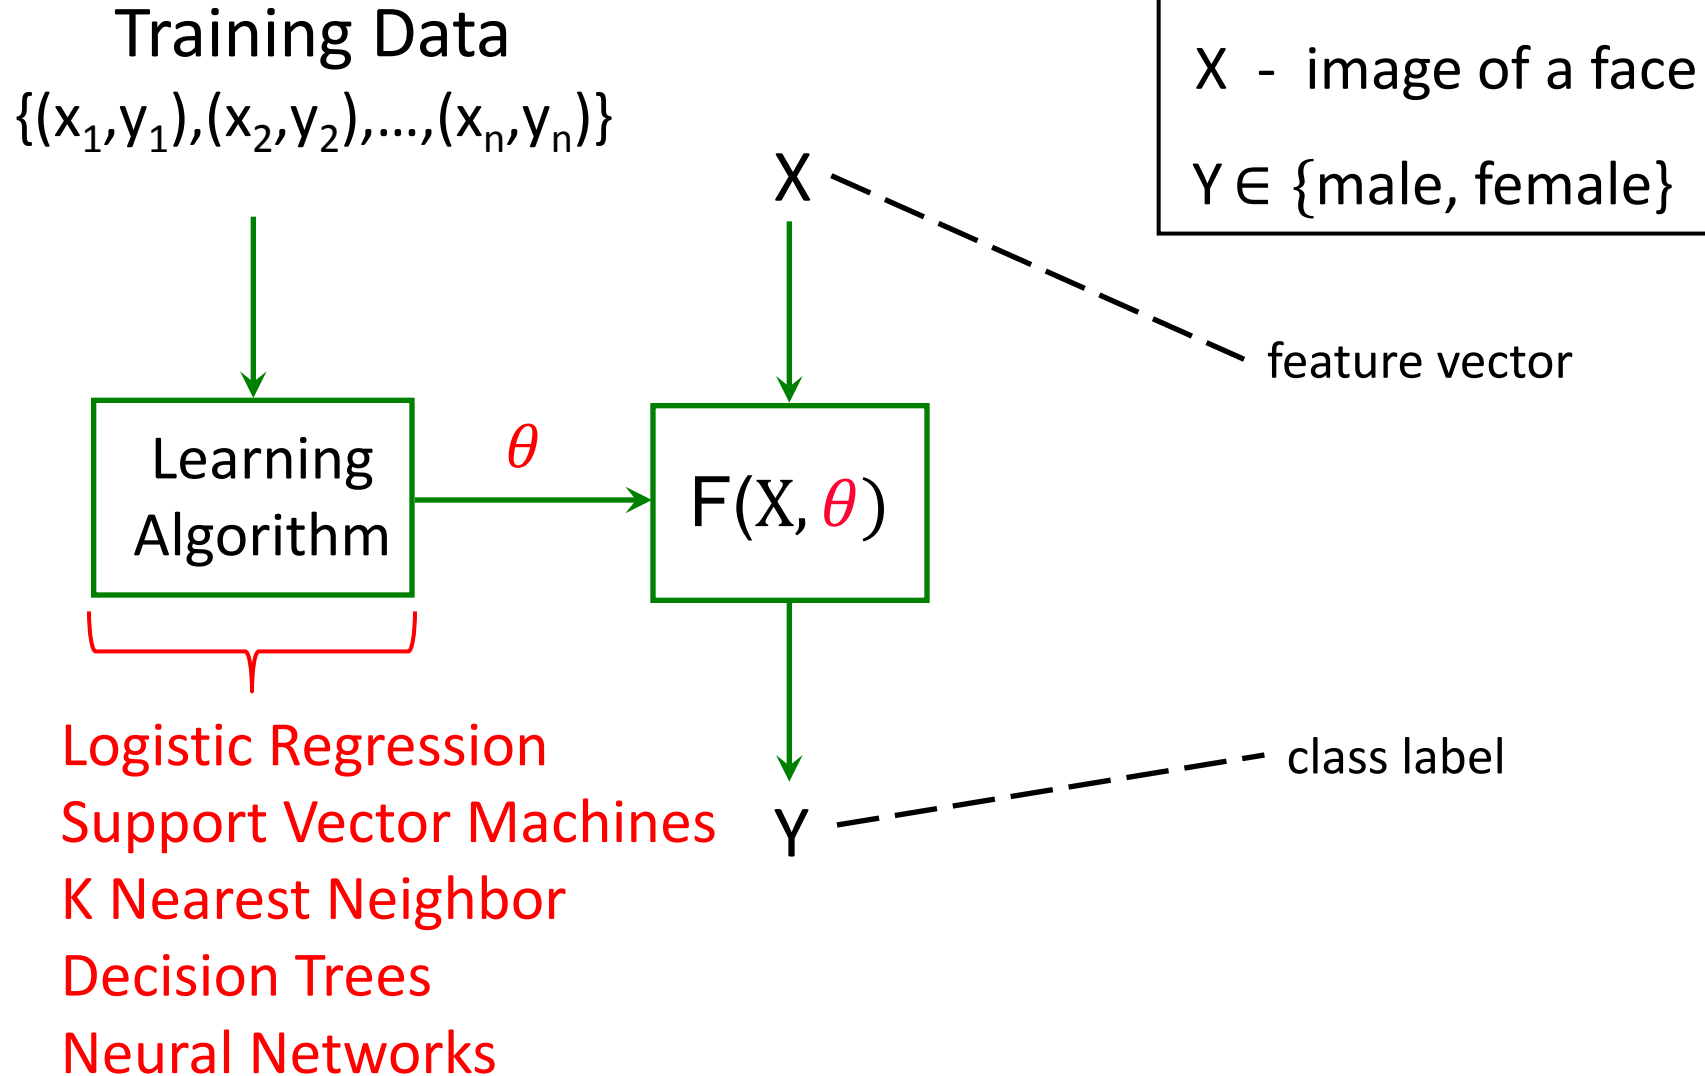 Training Data
{(x₁,y₁),(x₂,y₂),...,(xₙ,yₙ)}
X - image of a face
Y ∈ {male, female}
X
feature vector
Learning
Algorithm
θ
F(X, θ)
Y
class label
Logistic Regression
Support Vector Machines
K Nearest Neighbor
Decision Trees
Neural Networks